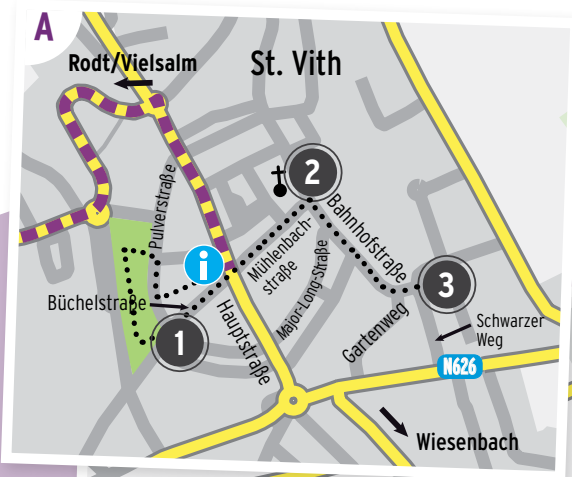 A
Rodt/Vielsalm
St. Vith
Pulverstraße
2
Bahnhofstraße
i
Mühlenbach-
straße
Major-Long-Straße
3
Büchelstraße
1
Hauptstraße
Gartenweg
Schwarzer
Weg
N626
Wiesenbach